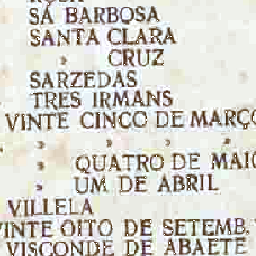 SÁ BARBOSA
SANTA CLARA
» CRUZ
SARZEDAS
TRES IRMANS
VINTE CINCO DE MARÇO
» » » »
» QUATRO DE MAIO
» UM DE ABRIL
VILLELA
VINTE OITO DE SETEMB.
VISCONDE DE ABAETE